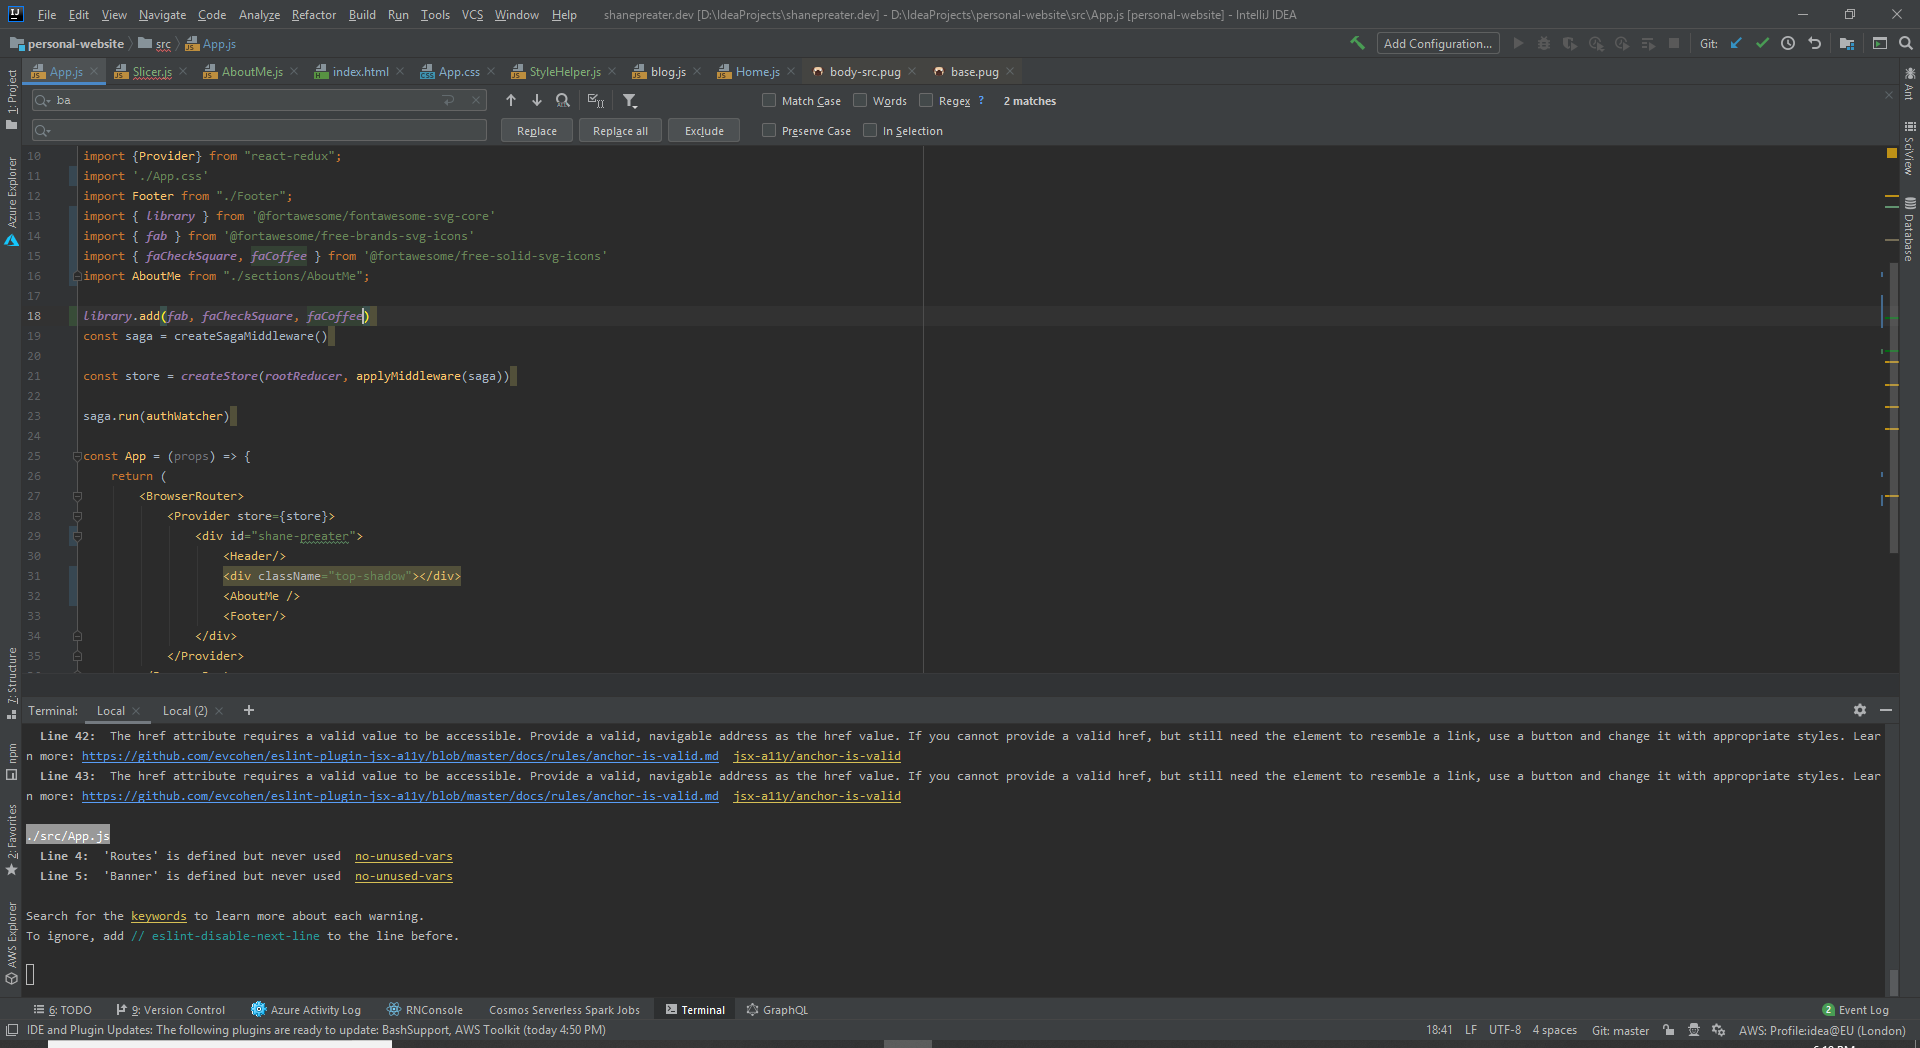 File Edit View Navigate Code Analyze Refactor Build Run Tools VCS Window Help shanepreater.dev [D:\IdeaProjects\shanepreater.dev] - D:\IdeaProjects\personal-website\src\App.js [personal-website] - IntelliJ IDEA
personal-website src App.js Add Configuration... Git:
App.js Slicer.js AboutMe.js index.html App.css StyleHelper.js blog.js Home.js body-src.pug base.pug
ba Match Case Words Regex ? 2 matches
Replace Replace all Exclude Preserve Case In Selection
1: Project
Azure Explorer
7: Structure
npm
2: Favorites
AWS Explorer
Ant
SciView
Database
10 import {Provider} from "react-redux";
11 import './App.css'
12 import Footer from "./Footer";
13 import { library } from '@fortawesome/fontawesome-svg-core'
14 import { fab } from '@fortawesome/free-brands-svg-icons'
15 import { faCheckSquare, faCoffee } from '@fortawesome/free-solid-svg-icons'
16 import AboutMe from "./sections/AboutMe";
17
18 library.add(fab, faCheckSquare, faCoffee)
19 const saga = createSagaMiddleware()
20
21 const store = createStore(rootReducer, applyMiddleware(saga))
22
23 saga.run(authWatcher)
24
25 const App = (props) => {
26 return (
27 <BrowserRouter>
28 <Provider store={store}>
29 <div id="shane-preater">
30 <Header/>
31 <div className="top-shadow"></div>
32 <AboutMe />
33 <Footer/>
34 </div>
35 </Provider>
Terminal: Local Local (2) +
Line 42: The href attribute requires a valid value to be accessible. Provide a valid, navigable address as the href value. If you cannot provide a valid href, but still need the element to resemble a link, use a button and change it with appropriate styles. Lear
n more: https://github.com/evcohen/eslint-plugin-jsx-a11y/blob/master/docs/rules/anchor-is-valid.md jsx-a11y/anchor-is-valid
Line 43: The href attribute requires a valid value to be accessible. Provide a valid, navigable address as the href value. If you cannot provide a valid href, but still need the element to resemble a link, use a button and change it with appropriate styles. Lear
n more: https://github.com/evcohen/eslint-plugin-jsx-a11y/blob/master/docs/rules/anchor-is-valid.md jsx-a11y/anchor-is-valid
./src/App.js
Line 4: 'Routes' is defined but never used no-unused-vars
Line 5: 'Banner' is defined but never used no-unused-vars
Search for the keywords to learn more about each warning.
To ignore, add // eslint-disable-next-line to the line before.
6: TODO 9: Version Control Azure Activity Log RNConsole Cosmos Serverless Spark Jobs Terminal GraphQL 2 Event Log
IDE and Plugin Updates: The following plugins are ready to update: BashSupport, AWS Toolkit (today 4:50 PM) 18:41 LF UTF-8 4 spaces Git: master AWS: Profile:idea@EU (London)